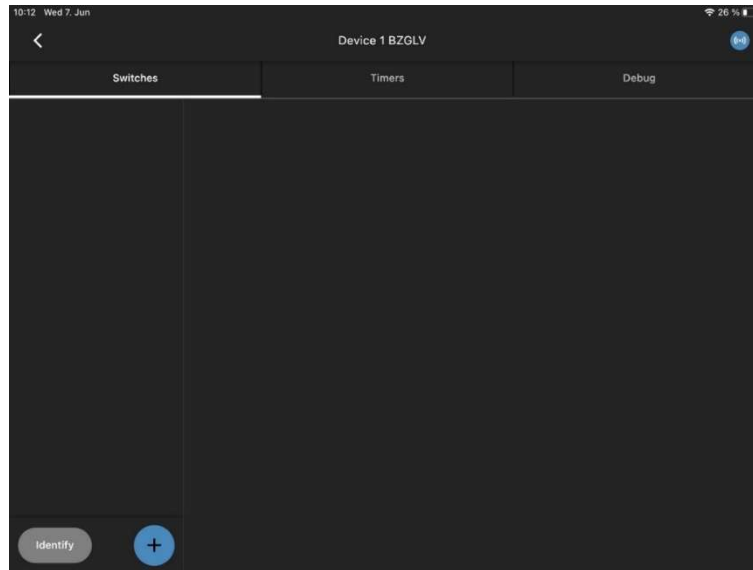 10:12 Wed 7. Jun 26 %
Device 1 BZGLV
Switches Timers Debug
Identify +